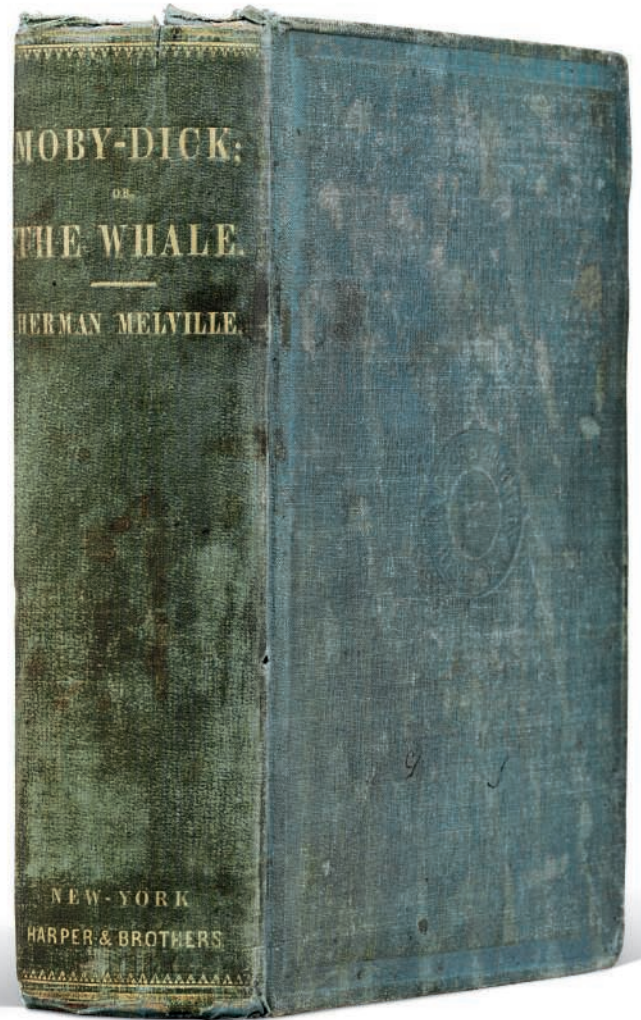 MOBY-DICK;
OR,
THE WHALE.
HERMAN MELVILLE.
NEW-YORK
HARPER & BROTHERS